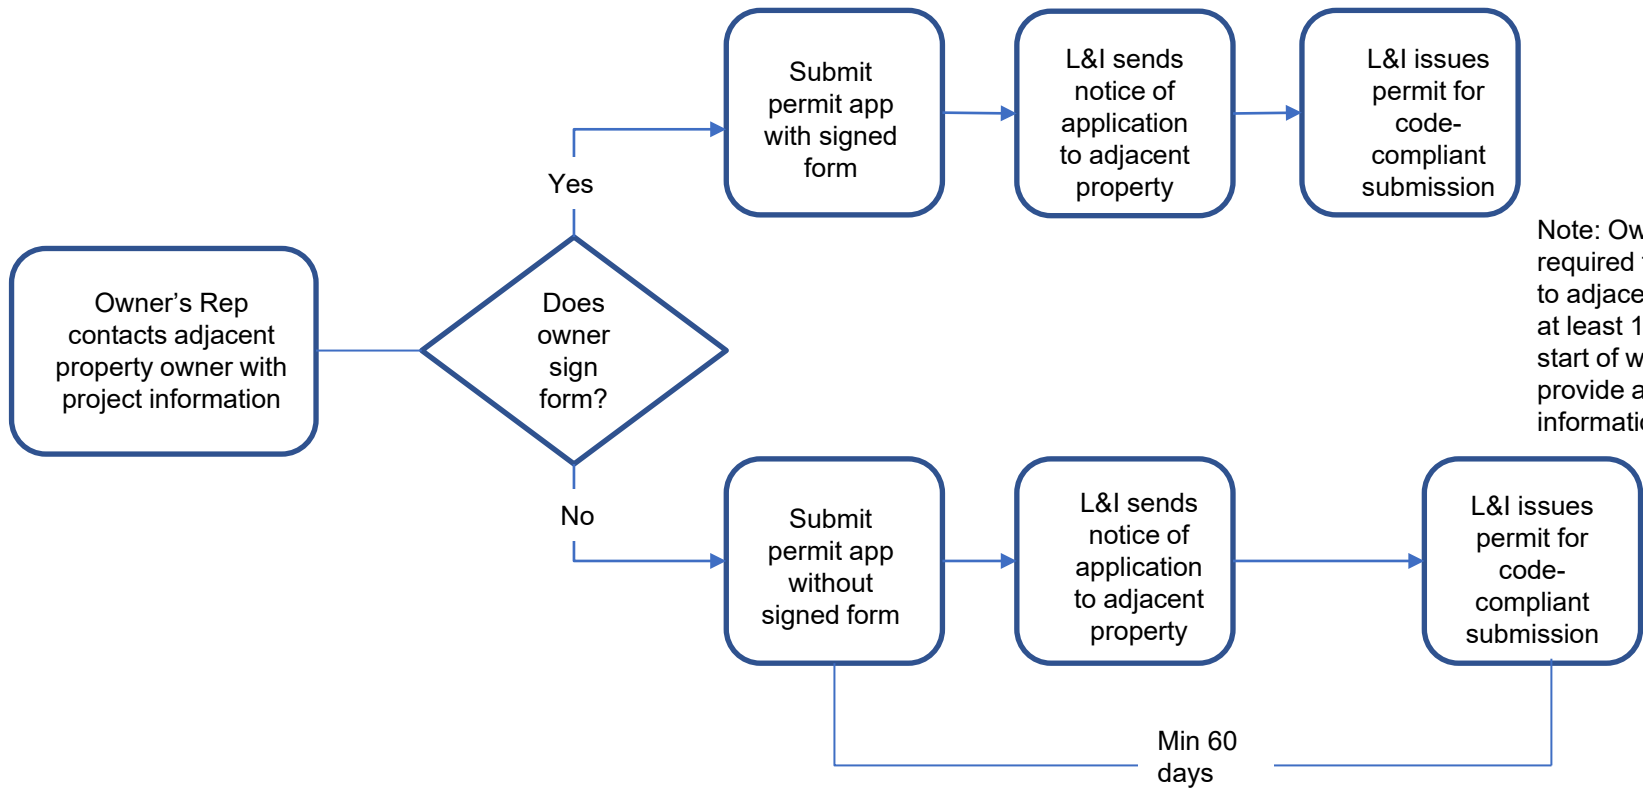 Submit
permit app
with signed
form
L&I sends
notice of
application
to adjacent
property
L&I issues
permit for
code-
compliant
submission
Yes
Note:
required
to adjace
at least 1
start of w
provide a
informatio
Owner’s Rep
contacts adjacent
property owner with
project information
Does
owner
sign
form?
No
Submit
permit app
without
signed form
L&I sends
notice of
application
to adjacent
property
L&I issues
permit for
code-
compliant
submission
Min 60
days